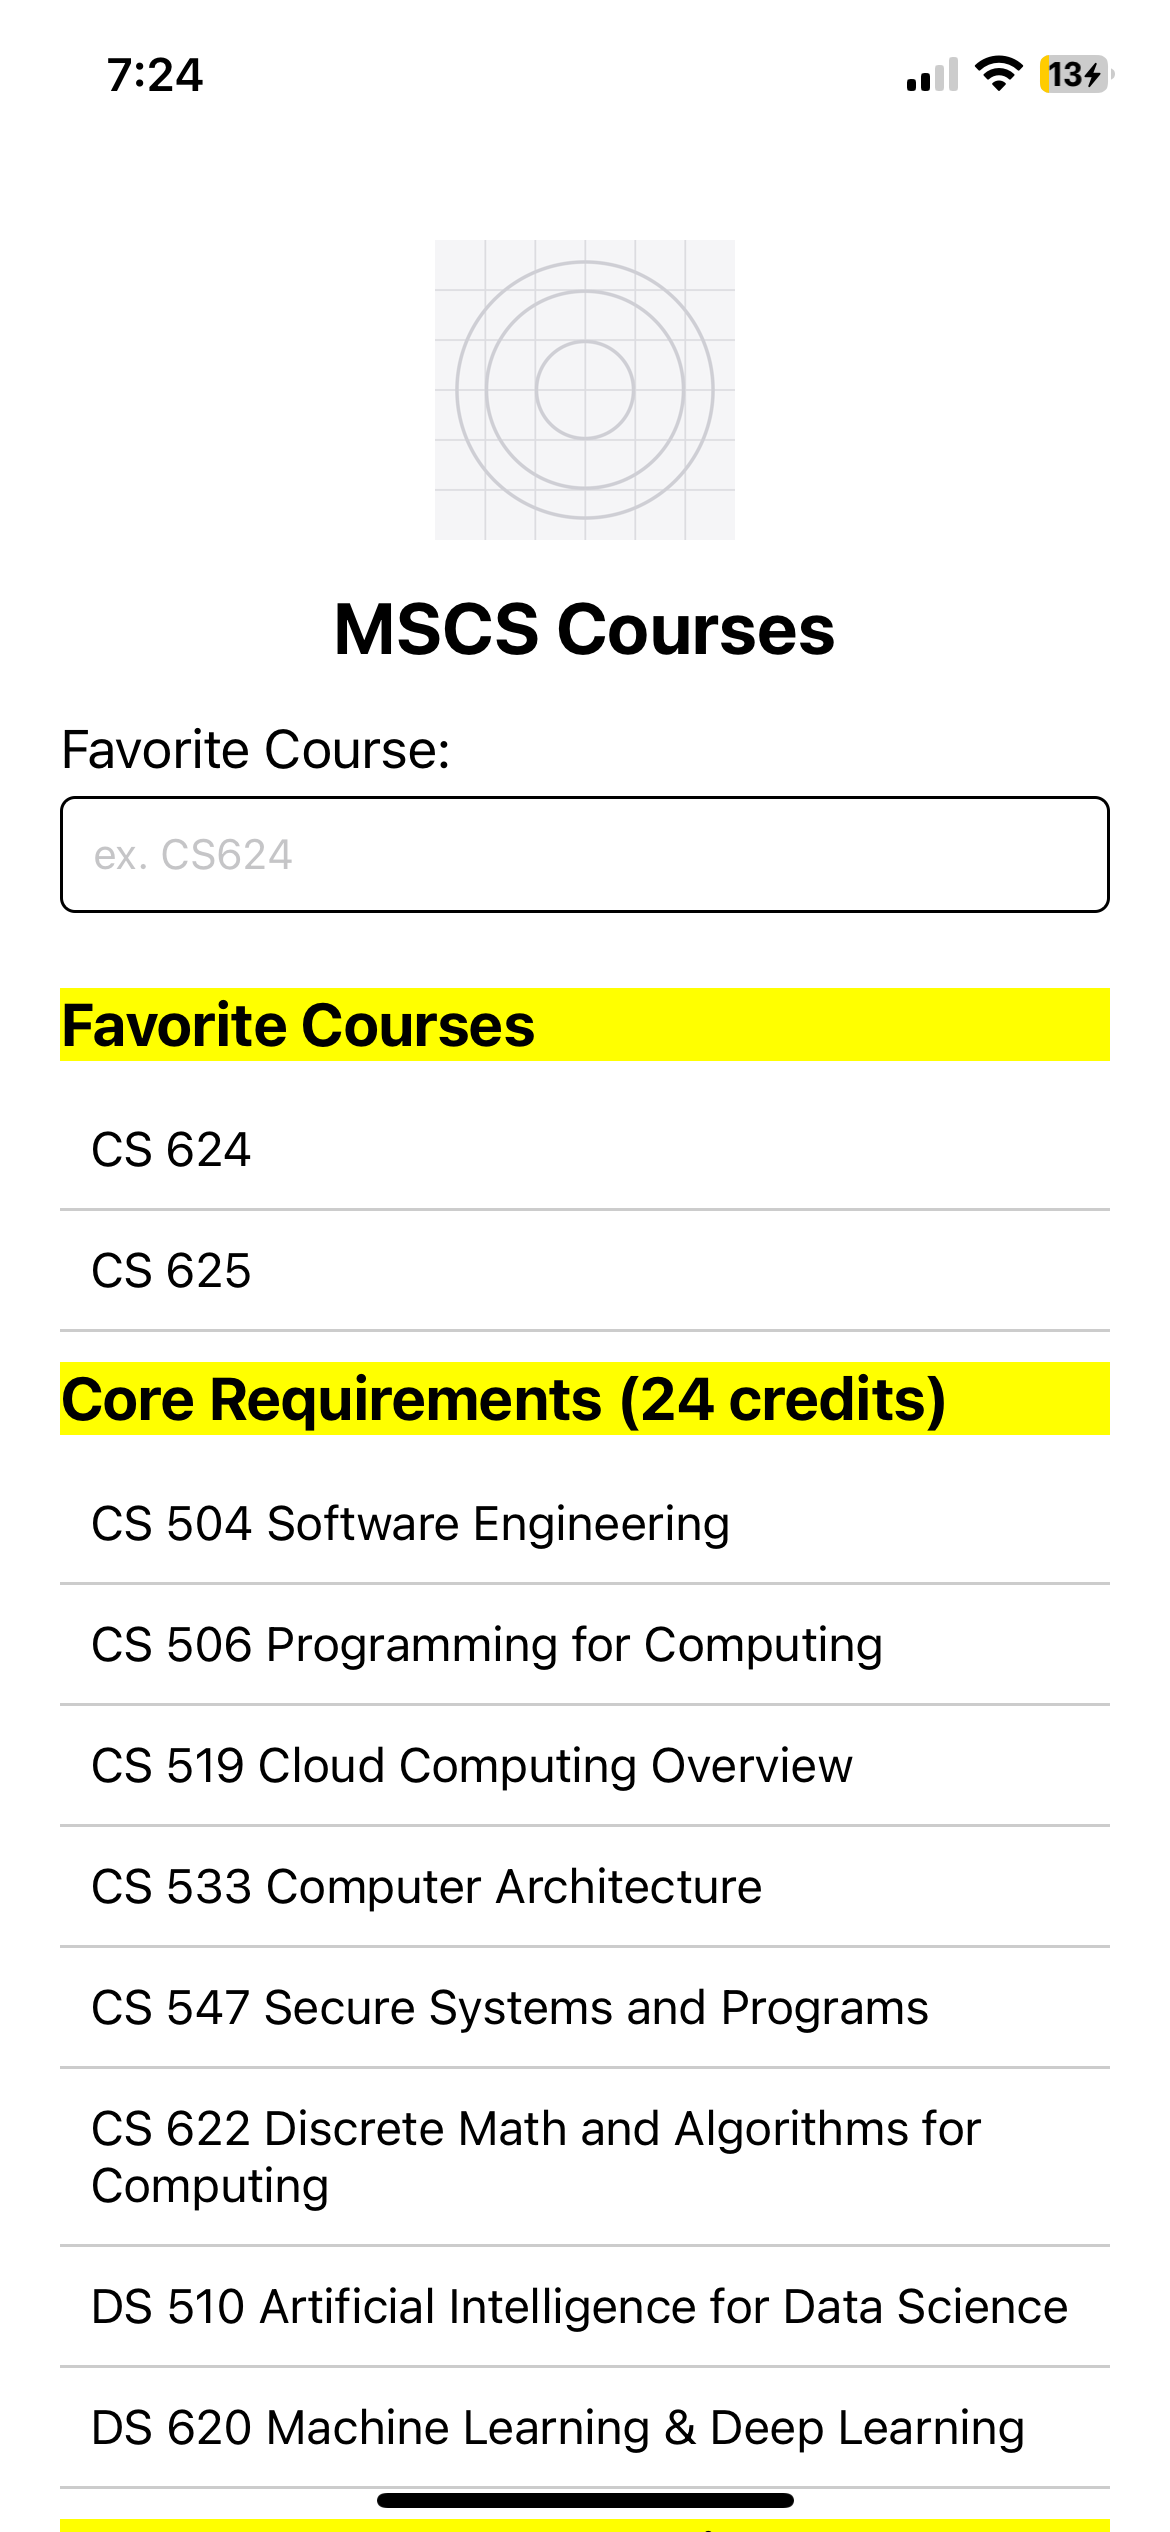 7:24
13
MSCS Courses
Favorite Course:
ex. CS624
Favorite Courses
CS 624
CS 625
Core Requirements (24 credits)
CS 504 Software Engineering
CS 506 Programming for Computing
CS 519 Cloud Computing Overview
CS 533 Computer Architecture
CS 547 Secure Systems and Programs
CS 622 Discrete Math and Algorithms for
Computing
DS 510 Artificial Intelligence for Data Science
DS 620 Machine Learning & Deep Learning